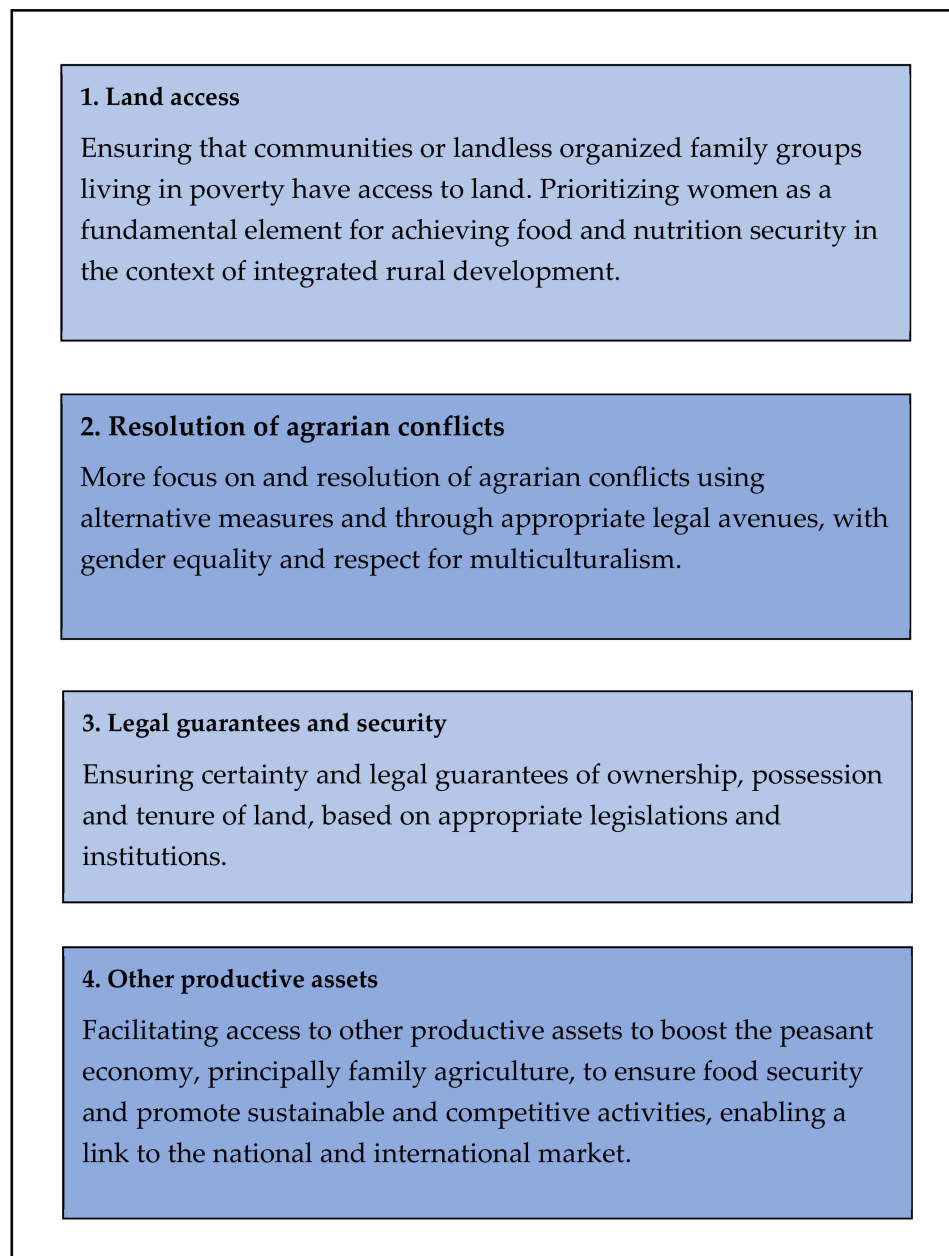 1. Land access
Ensuring that communities or landless organized family groups
living in poverty have access to land. Prioritizing women as a
fundamental element for achieving food and nutrition security in
the context of integrated rural development.
2. Resolution of agrarian conflicts
More focus on and resolution of agrarian conflicts using
alternative measures and through appropriate legal avenues, with
gender equality and respect for multiculturalism.
3. Legal guarantees and security
Ensuring certainty and legal guarantees of ownership, possession
and tenure of land, based on appropriate legislations and
institutions.
4. Other productive assets
Facilitating access to other productive assets to boost the peasant
economy, principally family agriculture, to ensure food security
and promote sustainable and competitive activities, enabling a
link to the national and international market.